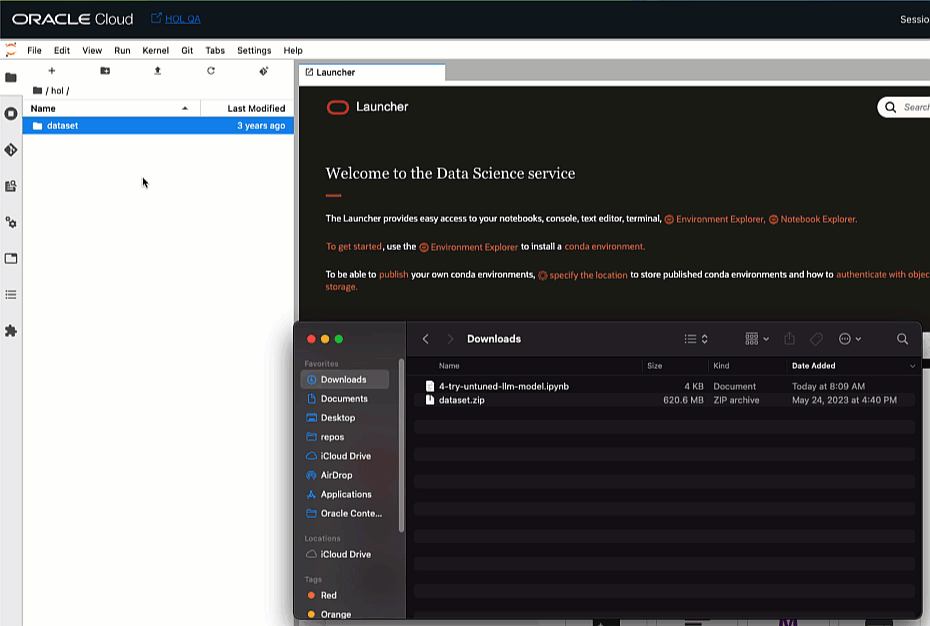 ORACLE Cloud HOL QA Sessio
File Edit View Run Kernel Git Tabs Settings Help
/ hol /
Name Last Modified
dataset 3 years ago
Launcher
Launcher
Search
Welcome to the Data Science service
The Launcher provides easy access to your notebooks, console, text editor, terminal, Environment Explorer, Notebook Explorer.
To get started, use the Environment Explorer to install a conda environment.
To be able to publish your own conda environments, specify the location to store published conda environments and how to authenticate with objec
storage.
Downloads
Favorites
Downloads
Documents
Desktop
repos
iCloud Drive
AirDrop
Applications
Oracle Conte...
Locations
iCloud Drive
Tags
Red
Orange
Name Size Kind Date Added
4-try-untuned-llm-model.ipynb 4 KB Document Today at 8:09 AM
dataset.zip 620.6 MB ZIP archive May 24, 2023 at 4:40 PM